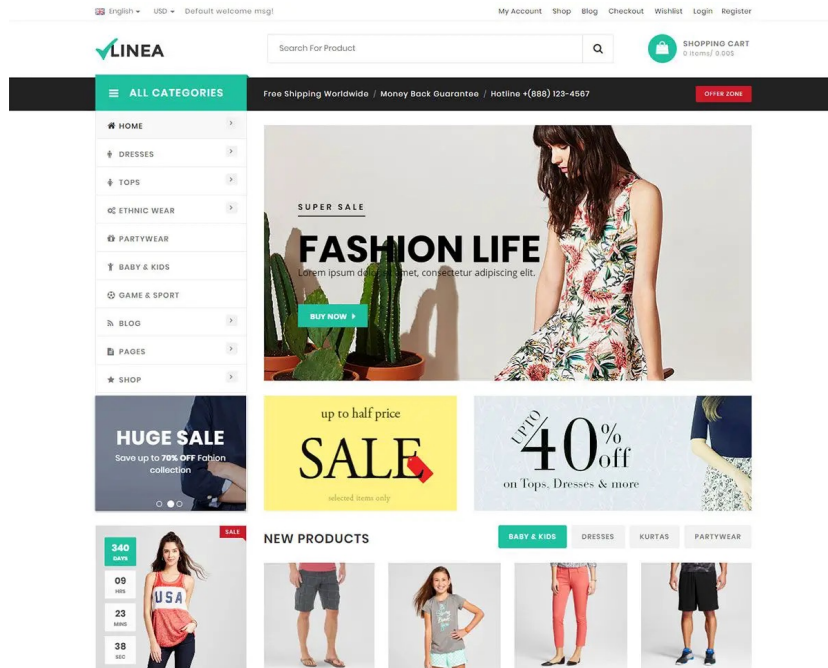 English USD Default welcome msg! My Account Shop Blog Checkout Wishlist Login Register
LINEA
Search For Product
SHOPPING CART
0 items/ 0.00$
ALL CATEGORIES
Free Shipping Worldwide / Money Back Guarantee / Hotline +(888) 123-4567
OFFER ZONE
HOME
DRESSES
TOPS
ETHNIC WEAR
PARTYWEAR
BABY & KIDS
GAME & SPORT
BLOG
PAGES
SHOP
SUPER SALE
FASHION LIFE
Lorem ipsum dolor sit amet, consectetur adipiscing elit.
BUY NOW
HUGE SALE
Save up to 70% OFF Fahion
collection
up to half price
SALE
selected items only
UPTO
40% off
on Tops, Dresses & more
SALE
340
DAYS
09
HRS
23
MINS
38
SEC
USA
NEW PRODUCTS
BABY & KIDS DRESSES KURTAS PARTYWEAR